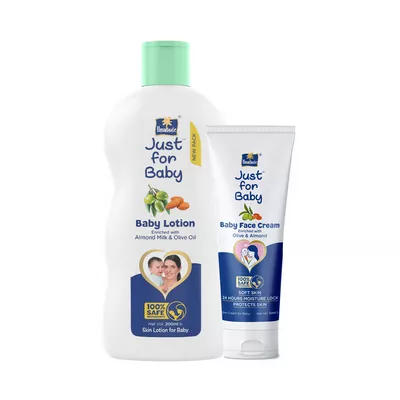 Parachute
Just
for
Baby
NEW PACK
Baby Lotion
Enriched with
Almond Milk & Olive Oil
100%
SAFE
Skin Lotion for Baby
Parachute
Just
for
Baby
Baby Face Cream
Enriched with
Olive & Almond
100%
SAFE
SOFT SKIN
24 HOURS MOISTURE LOCK
PROTECTS SKIN